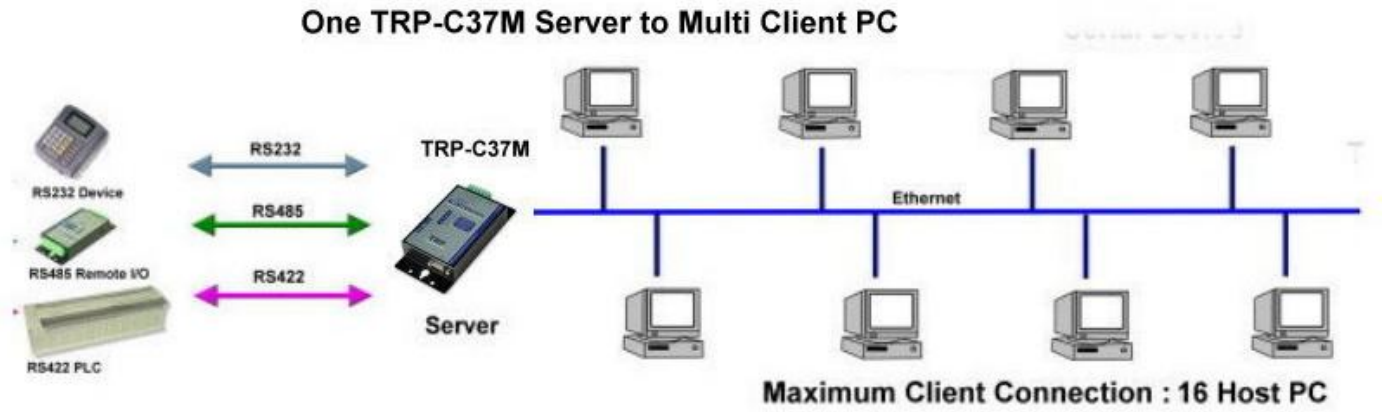 One TRP-C37M Server to Multi Client PC
RS232 Device
RS485 Remote I/O
RS422 PLC
RS232
RS485
RS422
TRP-C37M
TRP
Server
Ethernet
Maximum Client Connection : 16 Host PC